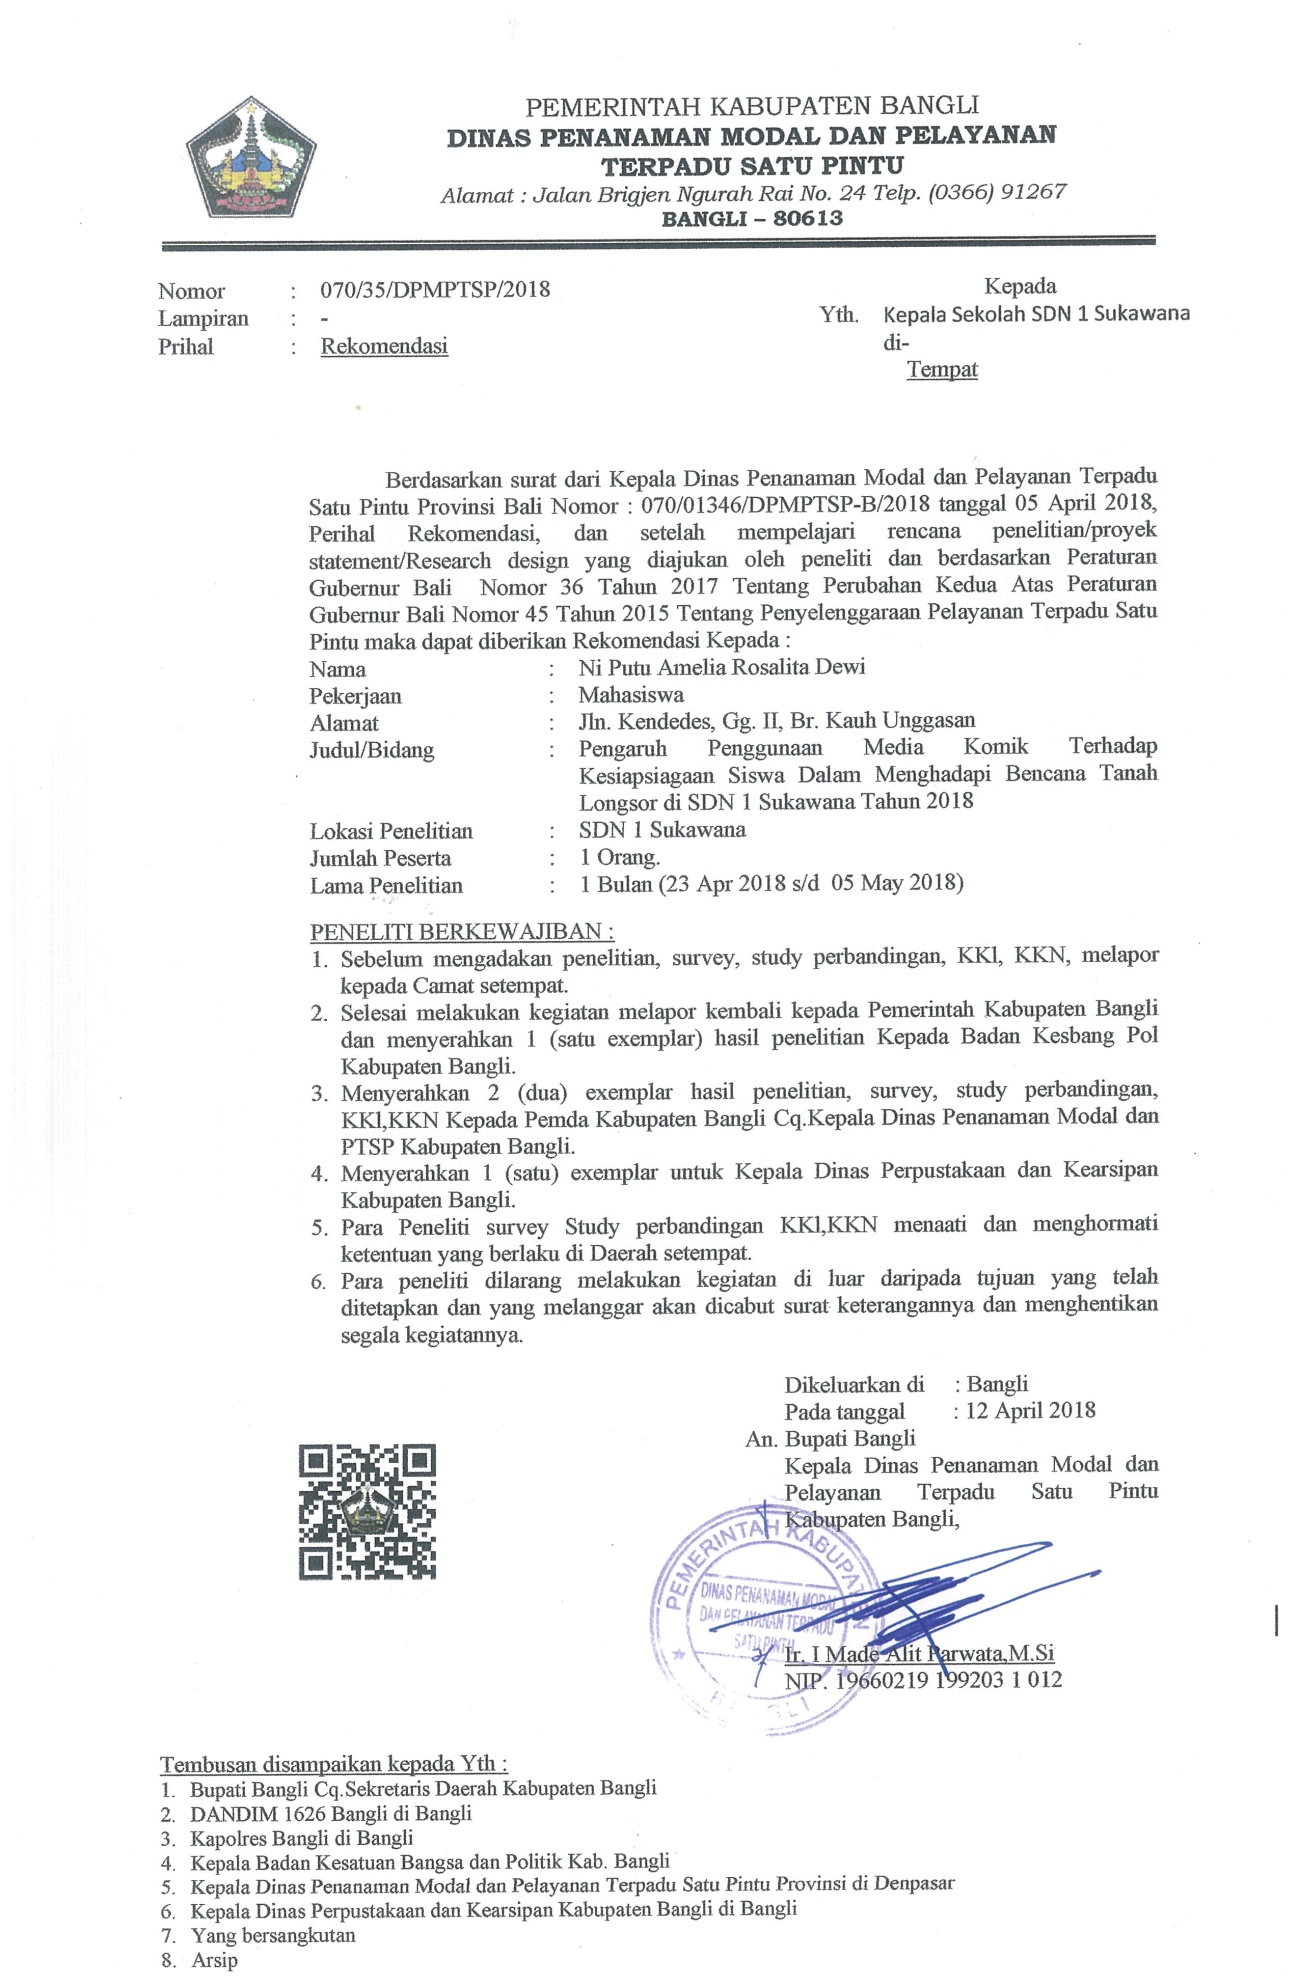 PEMERINTAH KABUPATEN BANGLI
DINAS PENANAMAN MODAL DAN PELAYANAN
TERPADU SATU PINTU
Alamat : Jalan Brigjen Ngurah Rai No. 24 Telp. (0366) 91267
BANGLI – 80613
Nomor : 070/35/DPMPTSP/2018
Lampiran : -
Prihal : Rekomendasi
Kepada
Yth. Kepala Sekolah SDN 1 Sukawana
di-
Tempat
Berdasarkan surat dari Kepala Dinas Penanaman Modal dan Pelayanan Terpadu
Satu Pintu Provinsi Bali Nomor : 070/01346/DPMPTSP-B/2018 tanggal 05 April 2018,
Perihal Rekomendasi, dan setelah mempelajari rencana penelitian/proyek
statement/Research design yang diajukan oleh peneliti dan berdasarkan Peraturan
Gubernur Bali Nomor 36 Tahun 2017 Tentang Perubahan Kedua Atas Peraturan
Gubernur Bali Nomor 45 Tahun 2015 Tentang Penyelenggaraan Pelayanan Terpadu Satu
Pintu maka dapat diberikan Rekomendasi Kepada :
Nama : Ni Putu Amelia Rosalita Dewi
Pekerjaan : Mahasiswa
Alamat : Jln. Kendedes, Gg. II, Br. Kauh Unggasan
Judul/Bidang : Pengaruh Penggunaan Media Komik Terhadap
Kesiapsiagaan Siswa Dalam Menghadapi Bencana Tanah
Longsor di SDN 1 Sukawana Tahun 2018
Lokasi Penelitian : SDN 1 Sukawana
Jumlah Peserta : 1 Orang.
Lama Penelitian : 1 Bulan (23 Apr 2018 s/d 05 May 2018)
PENELITI BERKEWAJIBAN :
1. Sebelum mengadakan penelitian, survey, study perbandingan, KKl, KKN, melapor
kepada Camat setempat.
2. Selesai melakukan kegiatan melapor kembali kepada Pemerintah Kabupaten Bangli
dan menyerahkan 1 (satu exemplar) hasil penelitian Kepada Badan Kesbang Pol
Kabupaten Bangli.
3. Menyerahkan 2 (dua) exemplar hasil penelitian, survey, study perbandingan,
KKl,KKN Kepada Pemda Kabupaten Bangli Cq.Kepala Dinas Penanaman Modal dan
PTSP Kabupaten Bangli.
4. Menyerahkan 1 (satu) exemplar untuk Kepala Dinas Perpustakaan dan Kearsipan
Kabupaten Bangli.
5. Para Peneliti survey Study perbandingan KKl,KKN menaati dan menghormati
ketentuan yang berlaku di Daerah setempat.
6. Para peneliti dilarang melakukan kegiatan di luar daripada tujuan yang telah
ditetapkan dan yang melanggar akan dicabut surat keterangannya dan menghentikan
segala kegiatannya.
Dikeluarkan di : Bangli
Pada tanggal : 12 April 2018
An. Bupati Bangli
Kepala Dinas Penanaman Modal dan
Pelayanan Terpadu Satu Pintu
Kabupaten Bangli,
PEMERINTAH KABUPATEN
DINAS PENANAMAN MODAL
DAN PELAYANAN TERPADU
SATU PINTU
BANGLI
Ir. I Made Alit Parwata,M.Si
NIP. 19660219 199203 1 012
Tembusan disampaikan kepada Yth :
1. Bupati Bangli Cq.Sekretaris Daerah Kabupaten Bangli
2. DANDIM 1626 Bangli di Bangli
3. Kapolres Bangli di Bangli
4. Kepala Badan Kesatuan Bangsa dan Politik Kab. Bangli
5. Kepala Dinas Penanaman Modal dan Pelayanan Terpadu Satu Pintu Provinsi di Denpasar
6. Kepala Dinas Perpustakaan dan Kearsipan Kabupaten Bangli di Bangli
7. Yang bersangkutan
8. Arsip